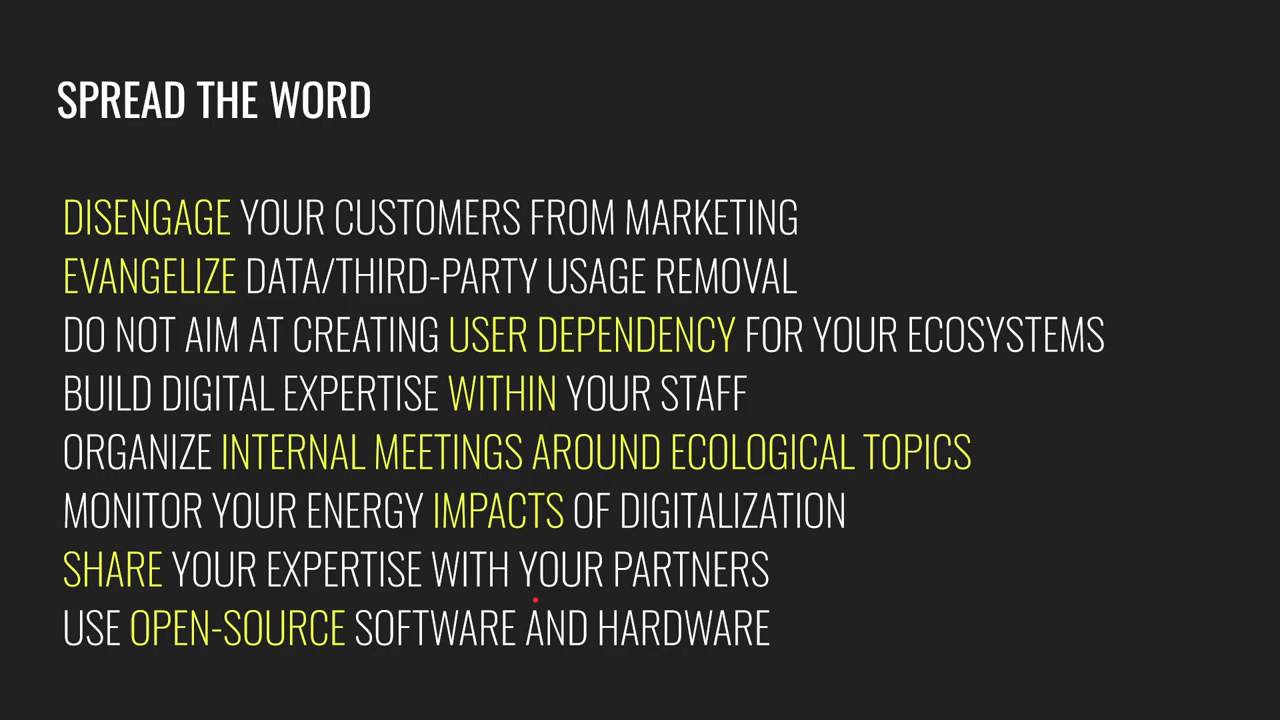 SPREAD THE WORD
DISENGAGE YOUR CUSTOMERS FROM MARKETING
EVANGELIZE DATA/THIRD-PARTY USAGE REMOVAL
DO NOT AIM AT CREATING USER DEPENDENCY FOR YOUR ECOSYSTEMS
BUILD DIGITAL EXPERTISE WITHIN YOUR STAFF
ORGANIZE INTERNAL MEETINGS AROUND ECOLOGICAL TOPICS
MONITOR YOUR ENERGY IMPACTS OF DIGITALIZATION
SHARE YOUR EXPERTISE WITH YOUR PARTNERS
USE OPEN-SOURCE SOFTWARE AND HARDWARE